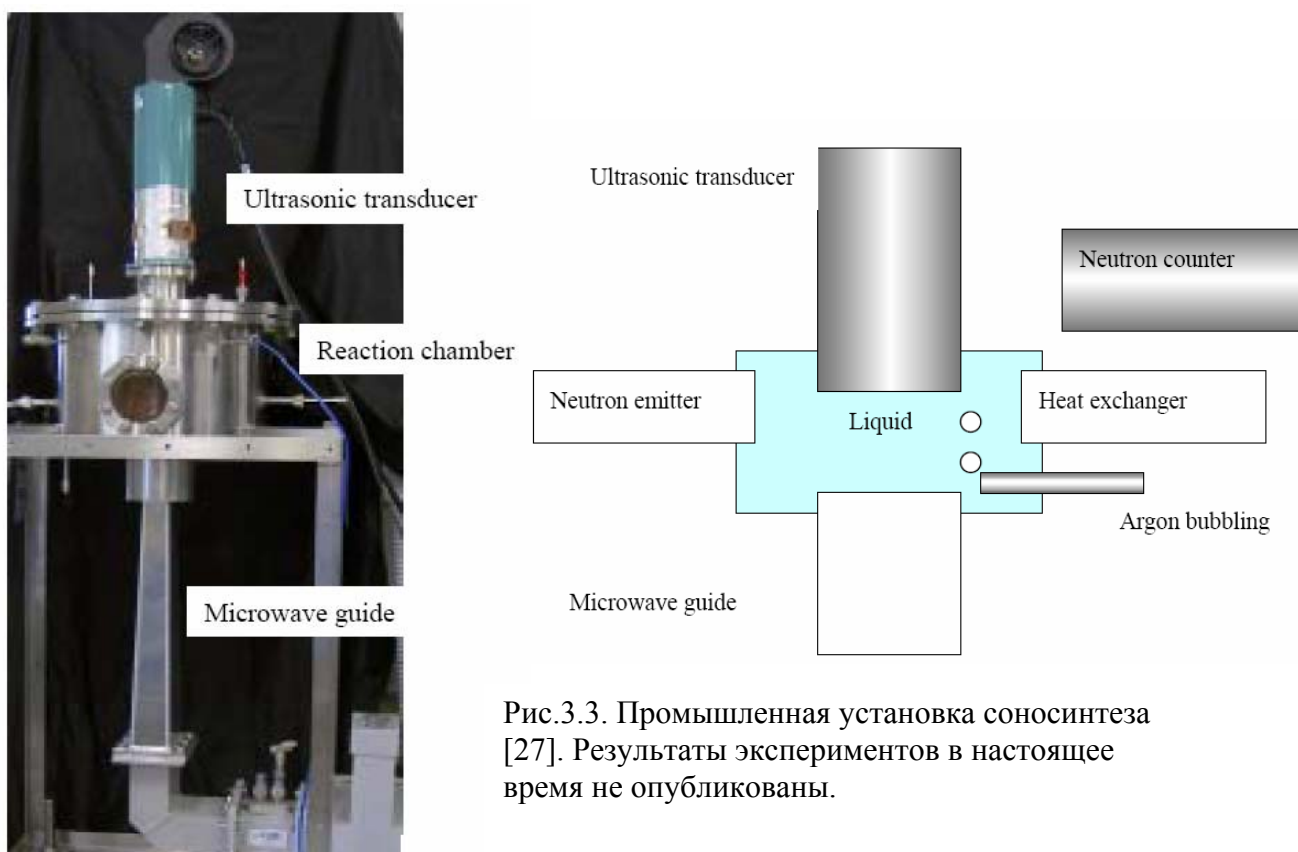 Ultrasonic transducer
Reaction chamber
Microwave guide
Ultrasonic transducer
Neutron counter
Neutron emitter
Liquid
Heat exchanger
Argon bubbling
Microwave guide
Рис.3.3. Промышленная установка соносинтеза
[27]. Результаты экспериментов в настоящее
время не опубликованы.